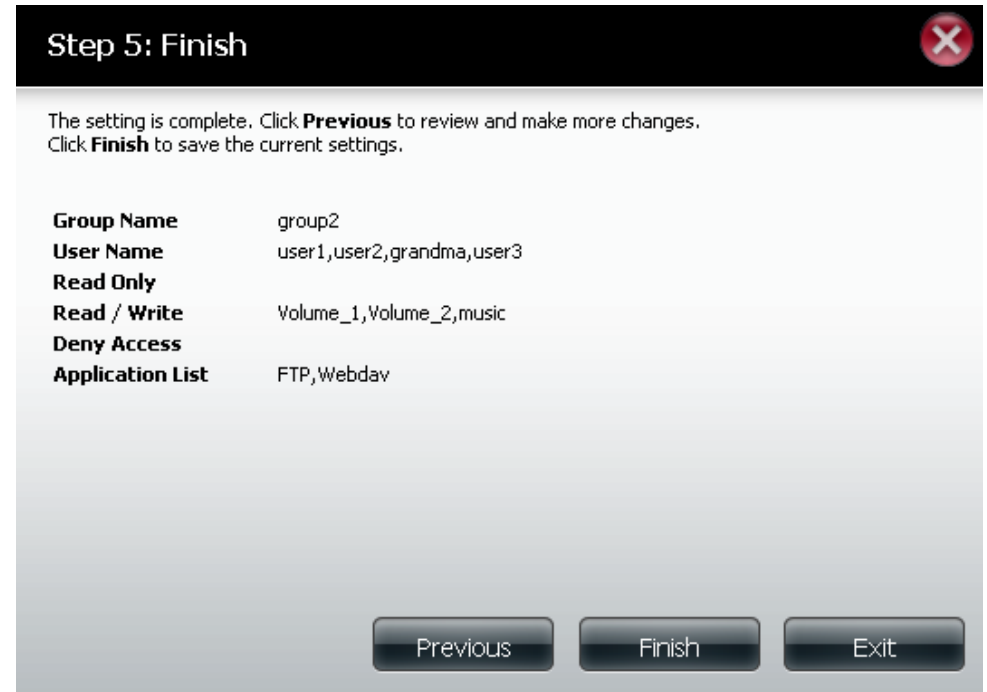 Step 5: Finish
The setting is complete. Click Previous to review and make more changes.
Click Finish to save the current settings.
Group Name group2
User Name user1,user2,grandma,user3
Read Only
Read / Write Volume_1,Volume_2,music
Deny Access
Application List FTP,Webdav
Previous Finish Exit